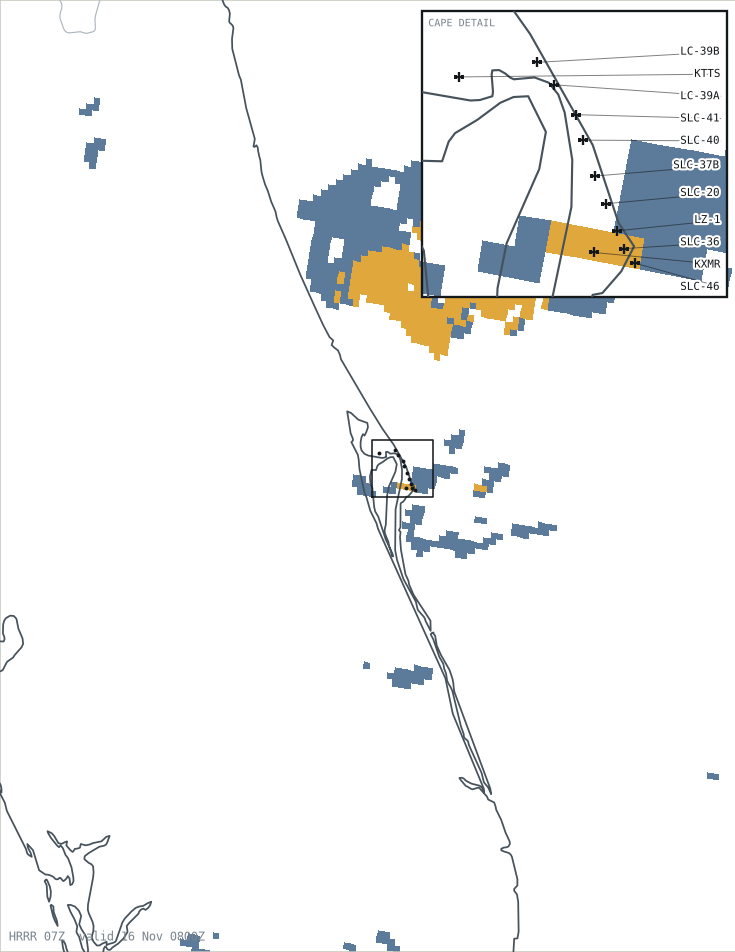 CAPE DETAIL
LC-39B
KTTS
LC-39A
SLC-41
SLC-40
SLC-37B
SLC-20
LZ-1
SLC-36
KXMR
SLC-46
HRRR 07Z valid 16 Nov 0800Z